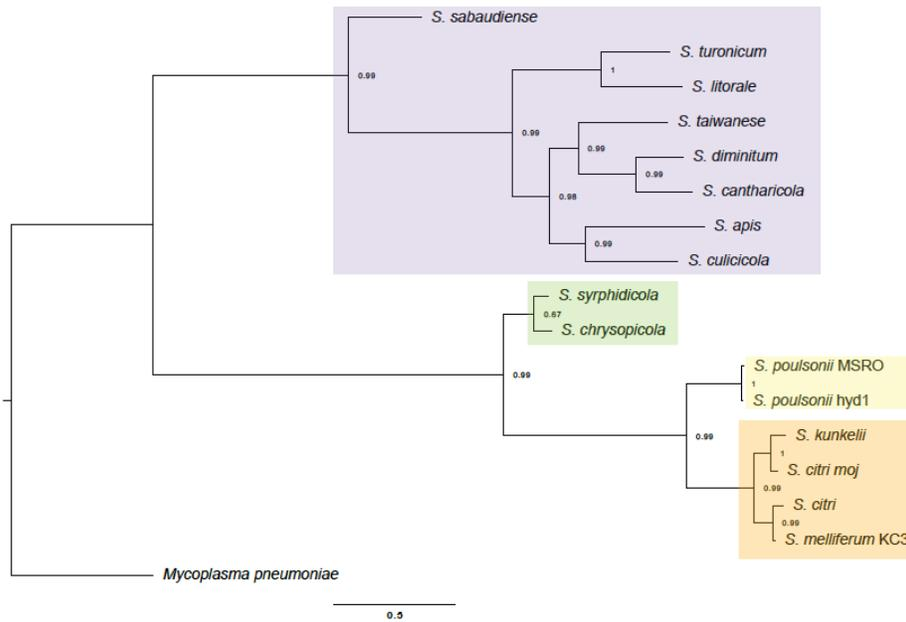 S. sabaudiense
S. turonicum
1
S. litorale
0.99
S. taiwanese
0.99
0.99
S. diminitum
0.99
S. cantharicola
0.98
S. apis
0.99
S. culicicola
S. syrphidicola
0.67
S. chrysopicola
0.99
S. poulsonii MSRO
1
S. poulsonii hyd1
0.99
S. kunkelii
1
S. citri moj
0.99
S. citri
0.99
S. melliferum KC3
Mycoplasma pneumoniae
0.5